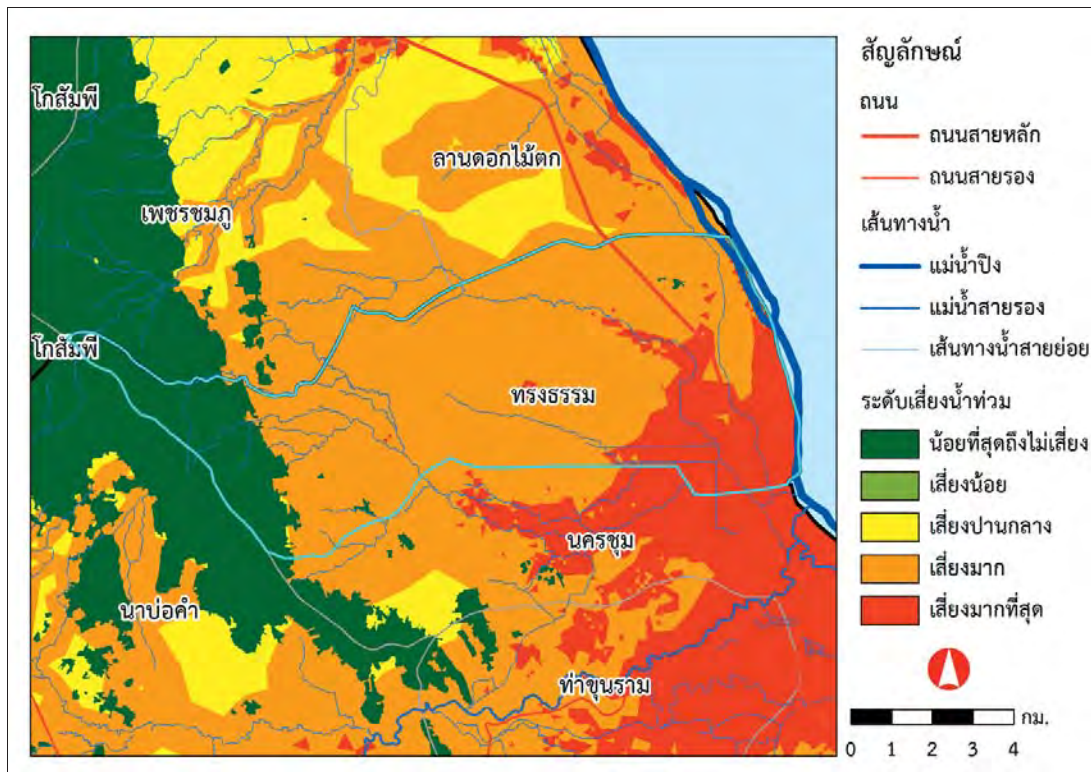 โกสัมพี
ลานดอกไม้ตก
เพชรชมภู
โกสัมพี
ทรงธรรม
นครชุม
นาบ่อคำ
ท่าขุนราม
สัญลักษณ์
ถนน
ถนนสายหลัก
ถนนสายรอง
เส้นทางน้ำ
แม่น้ำปิง
แม่น้ำสายรอง
เส้นทางน้ำสายย่อย
ระดับเสี่ยงน้ำท่วม
น้อยที่สุดถึงไม่เสี่ยง
เสี่ยงน้อย
เสี่ยงปานกลาง
เสี่ยงมาก
เสี่ยงมากที่สุด
กม.
0 1 2 3 4